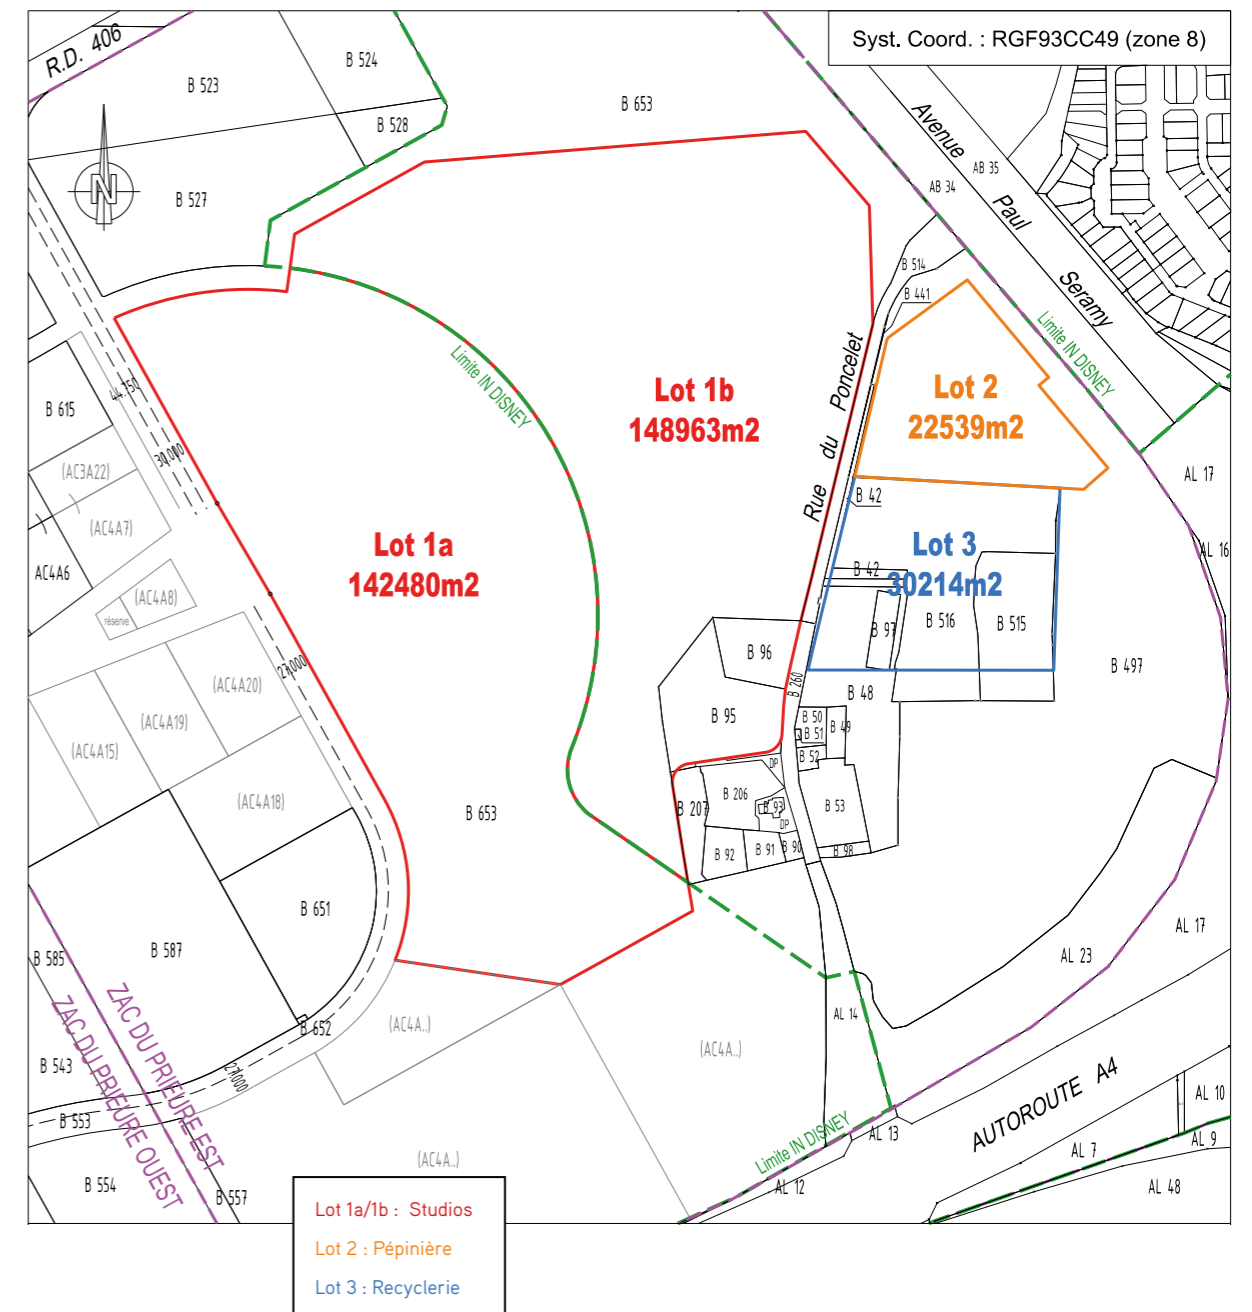 Syst. Coord. : RGF93CC49 (zone 8)
R.D. 406
B 523
B 524
B 528
B 653
B 527
Avenue Paul Seramy
AB 34
AB 35
B 514
B 441
Limite IN DISNEY
Limite IN DISNEY
Rue du Poncelet
Lot 1b
148963m2
Lot 2
22539m2
B 615
44.750
30.000
(AC3A22)
(AC4A7)
AC4A6
(AC4A8)
réserve
Lot 1a
142480m2
B 42
Lot 3
30214m2
B 42
B 97
B 516
B 515
AL 17
AL 16
B 497
B 96
B 95
B 260
B 48
27.000
(AC4A20)
(AC4A19)
(AC4A15)
(AC4A18)
B 50
B 51
B 49
B 52
DP
B 653
B 207
B 206
B 93
DP
B 53
B 92
B 91
B 90
B 98
B 651
B 587
B 585
B 652
B 543
B 553
B 554
B 557
27.000
ZAC DU PRIEURE EST
ZAC DU PRIEURE OUEST
(AC4A..)
(AC4A..)
(AC4A..)
AL 14
AL 23
AL 17
Limite IN DISNEY
AL 13
AL 12
AUTOROUTE A4
AL 10
AL 9
AL 7
AL 48
Lot 1a/1b : Studios
Lot 2 : Pépinière
Lot 3 : Recyclerie
N